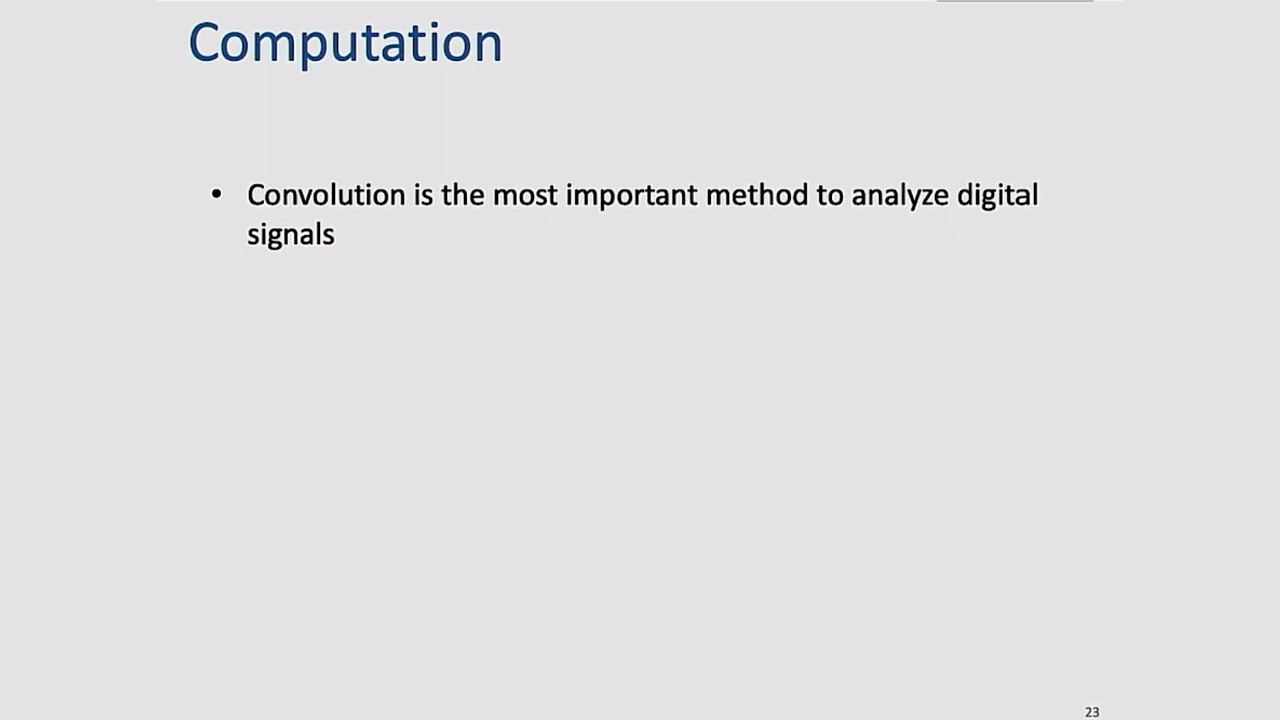 Computation
• Convolution is the most important method to analyze digital
signals
23